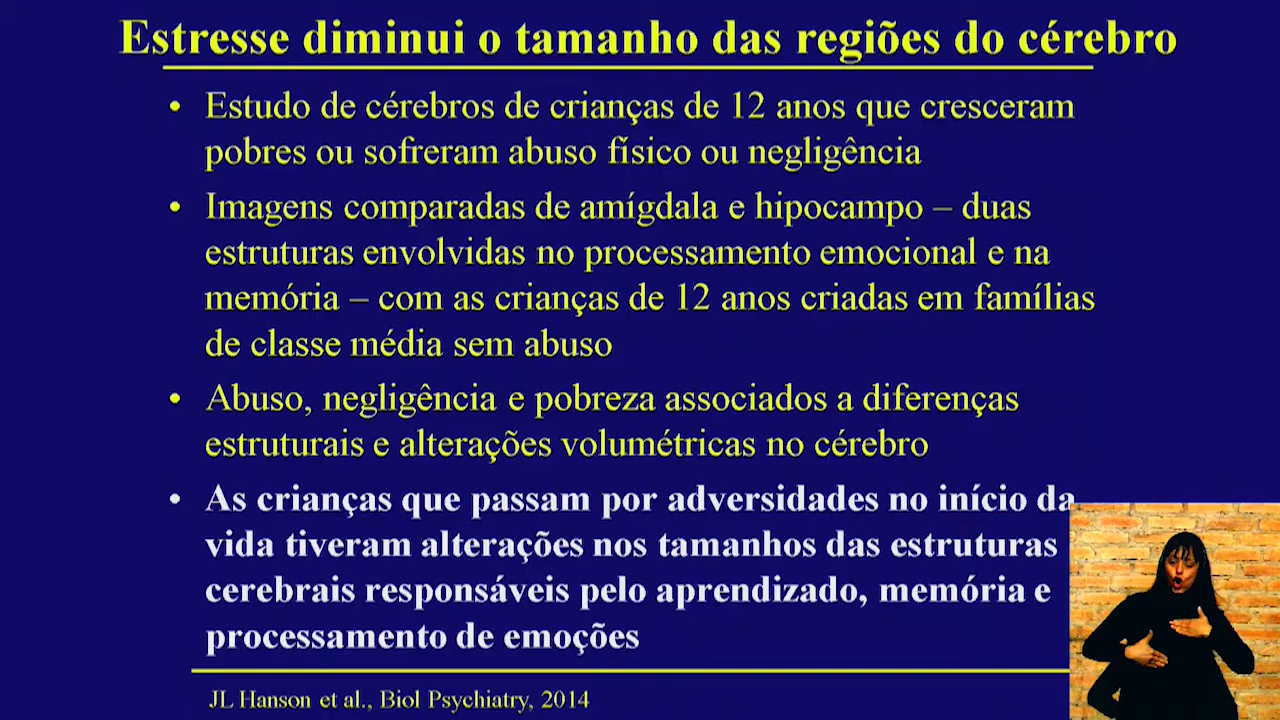 Estresse diminui o tamanho das regiões do cérebro
• Estudo de cérebros de crianças de 12 anos que cresceram
pobres ou sofreram abuso físico ou negligência
• Imagens comparadas de amígdala e hipocampo – duas
estruturas envolvidas no processamento emocional e na
memória – com as crianças de 12 anos criadas em famílias
de classe média sem abuso
• Abuso, negligência e pobreza associados a diferenças
estruturais e alterações volumétricas no cérebro
• As crianças que passam por adversidades no início da
vida tiveram alterações nos tamanhos das estruturas
cerebrais responsáveis pelo aprendizado, memória e
processamento de emoções
JL Hanson et al., Biol Psychiatry, 2014